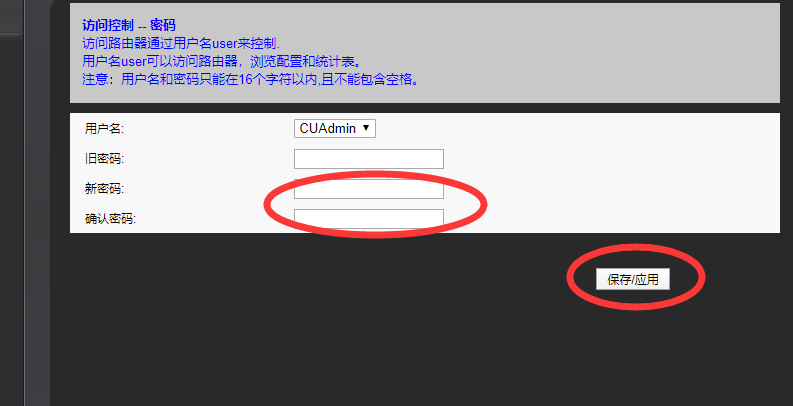 访问控制 -- 密码
访问路由器通过用户名user来控制.
用户名user可以访问路由器，浏览配置和统计表。
注意：用户名和密码只能在16个字符以内,且不能包含空格。
用户名: CUAdmin
旧密码:
新密码:
确认密码:
保存/应用